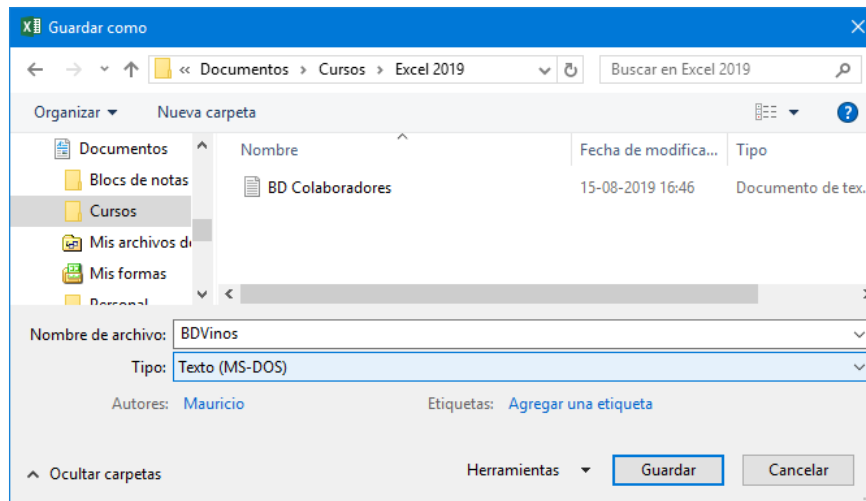 Guardar como
« Documentos > Cursos > Excel 2019 Buscar en Excel 2019
Organizar Nueva carpeta
Documentos
Blocs de notas
Cursos
Mis archivos de
Mis formas
Personal
Nombre Fecha de modifica... Tipo
BD Colaboradores 15-08-2019 16:46 Documento de tex.
Nombre de archivo: BDVinos
Tipo: Texto (MS-DOS)
Autores: Mauricio Etiquetas: Agregar una etiqueta
Ocultar carpetas Herramientas Guardar Cancelar